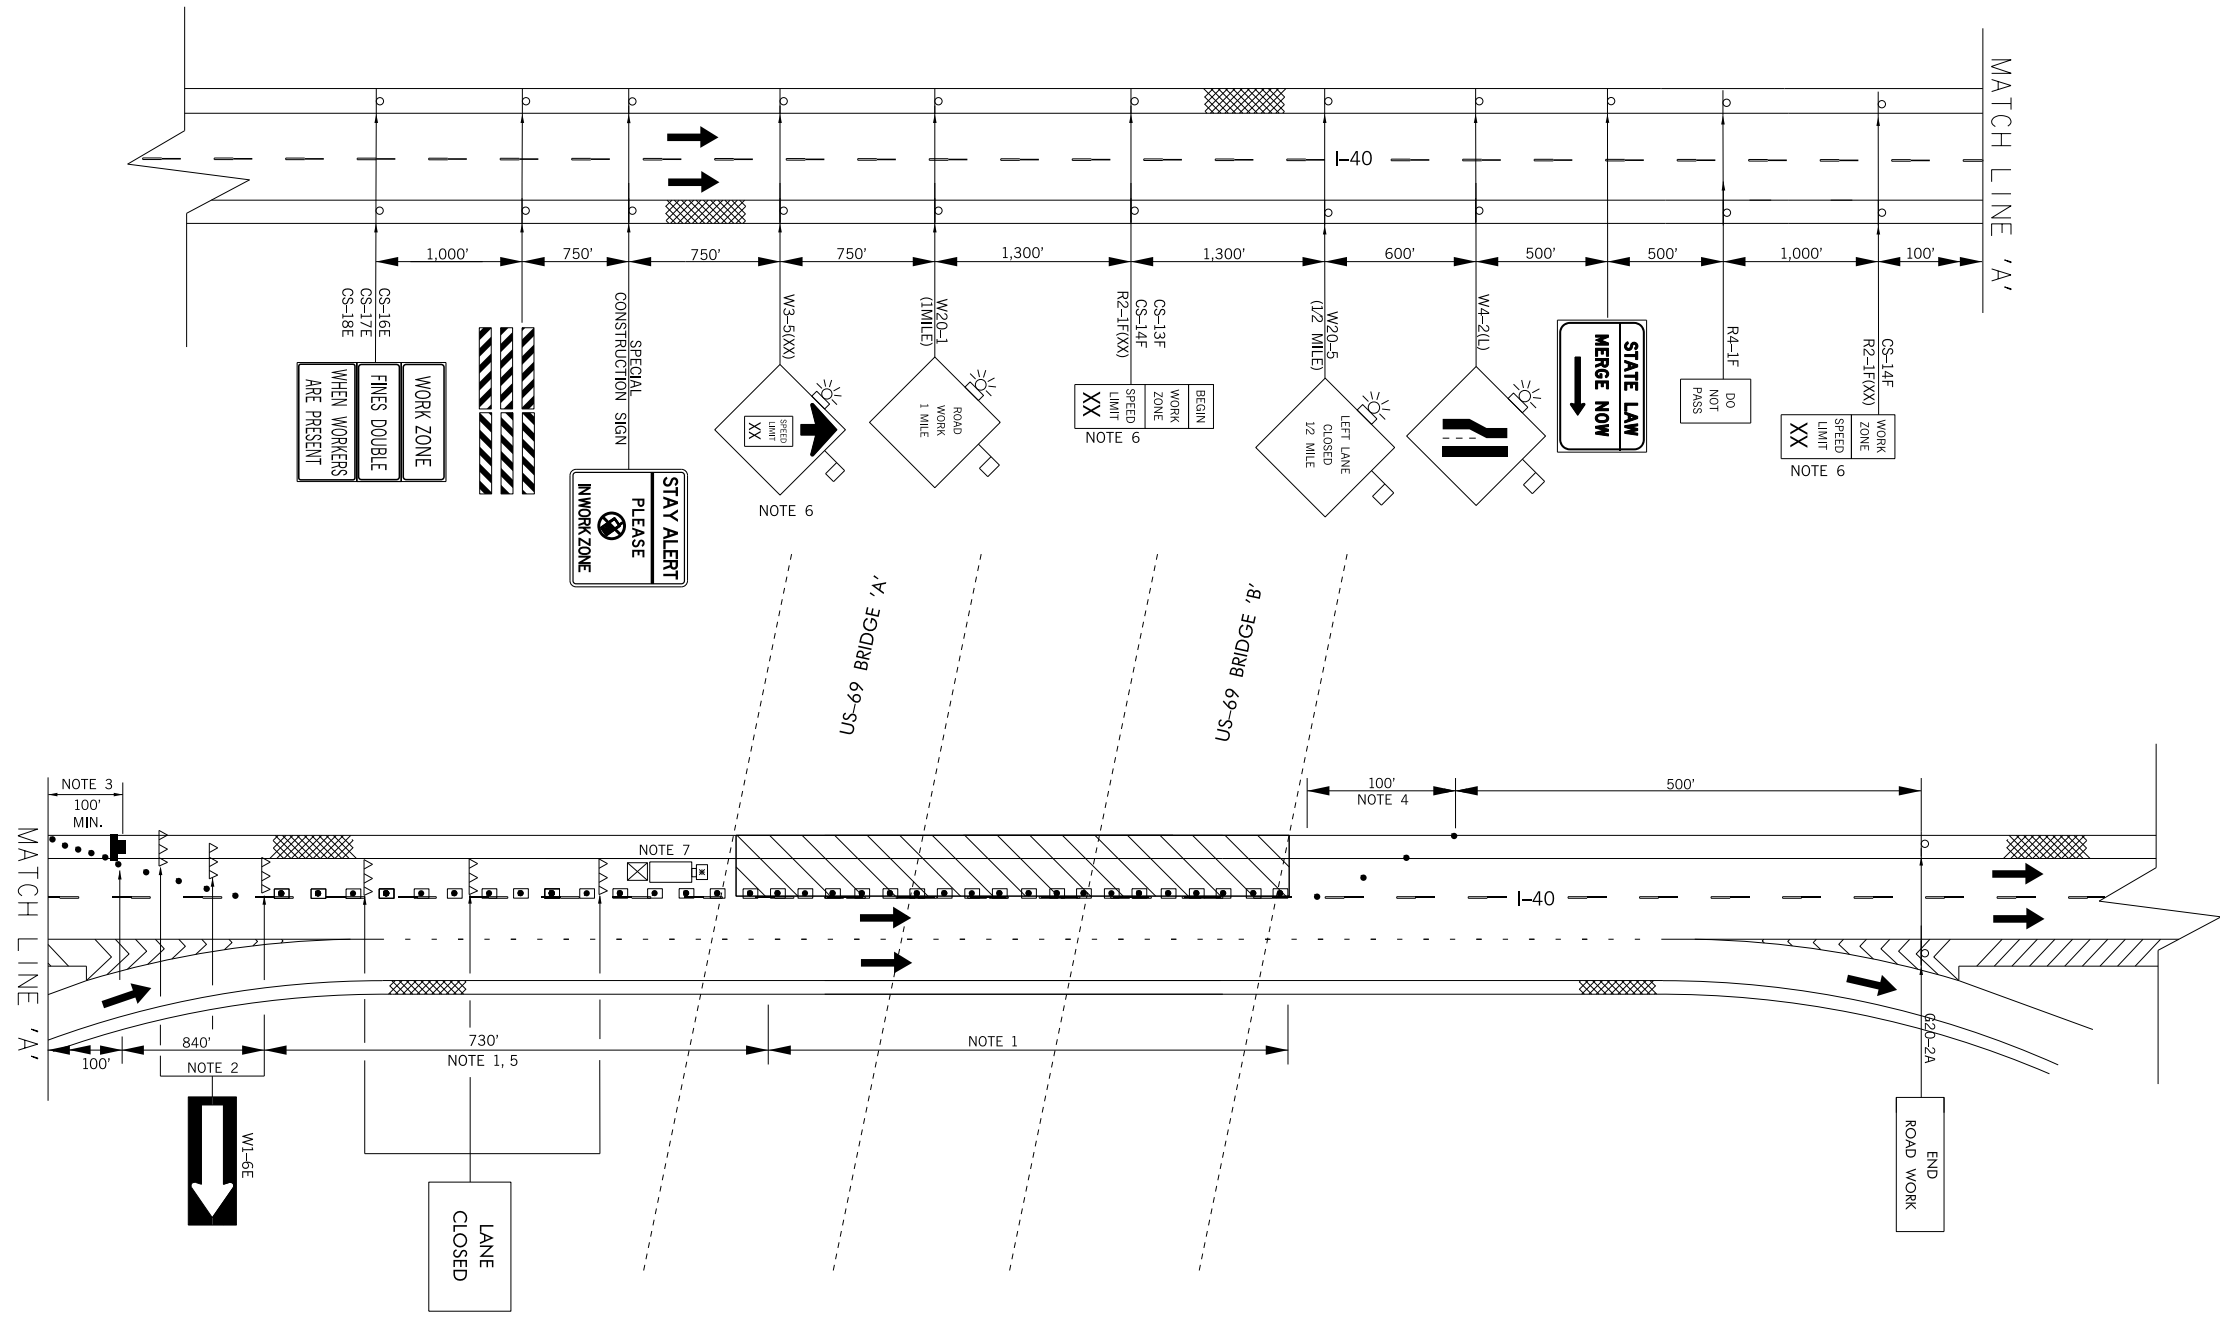 MATCH LINE 'A'
I-40
1,000'
750'
750'
750'
1,300'
1,300'
600'
500'
500'
1,000'
100'
CS-16E
CS-17E
CS-18E
WORK ZONE
FINES DOUBLE
WHEN WORKERS
ARE PRESENT
SPECIAL
CONSTRUCTION SIGN
STAY ALERT
PLEASE
IN WORK ZONE
W3-5(XX)
SPEED
LIMIT
XX
NOTE 6
W20-1
(1MILE)
ROAD
WORK
1 MILE
CS-13F
CS-14F
R2-1F(XX)
BEGIN
WORK
ZONE
SPEED
LIMIT
XX
NOTE 6
W20-5
(1/2 MILE)
LEFT LANE
CLOSED
1/2 MILE
W4-2(L)
STATE LAW
MERGE NOW
R4-1F
DO
NOT
PASS
CS-14F
R2-1F(XX)
WORK
ZONE
SPEED
LIMIT
XX
NOTE 6
US-69 BRIDGE 'A'
US-69 BRIDGE 'B'
MATCH LINE 'A'
NOTE 3
100'
MIN.
NOTE 7
100'
NOTE 4
500'
I-40
100'
840'
NOTE 2
730'
NOTE 1, 5
NOTE 1
W1-6E
LANE
CLOSED
G20-2A
END
ROAD WORK